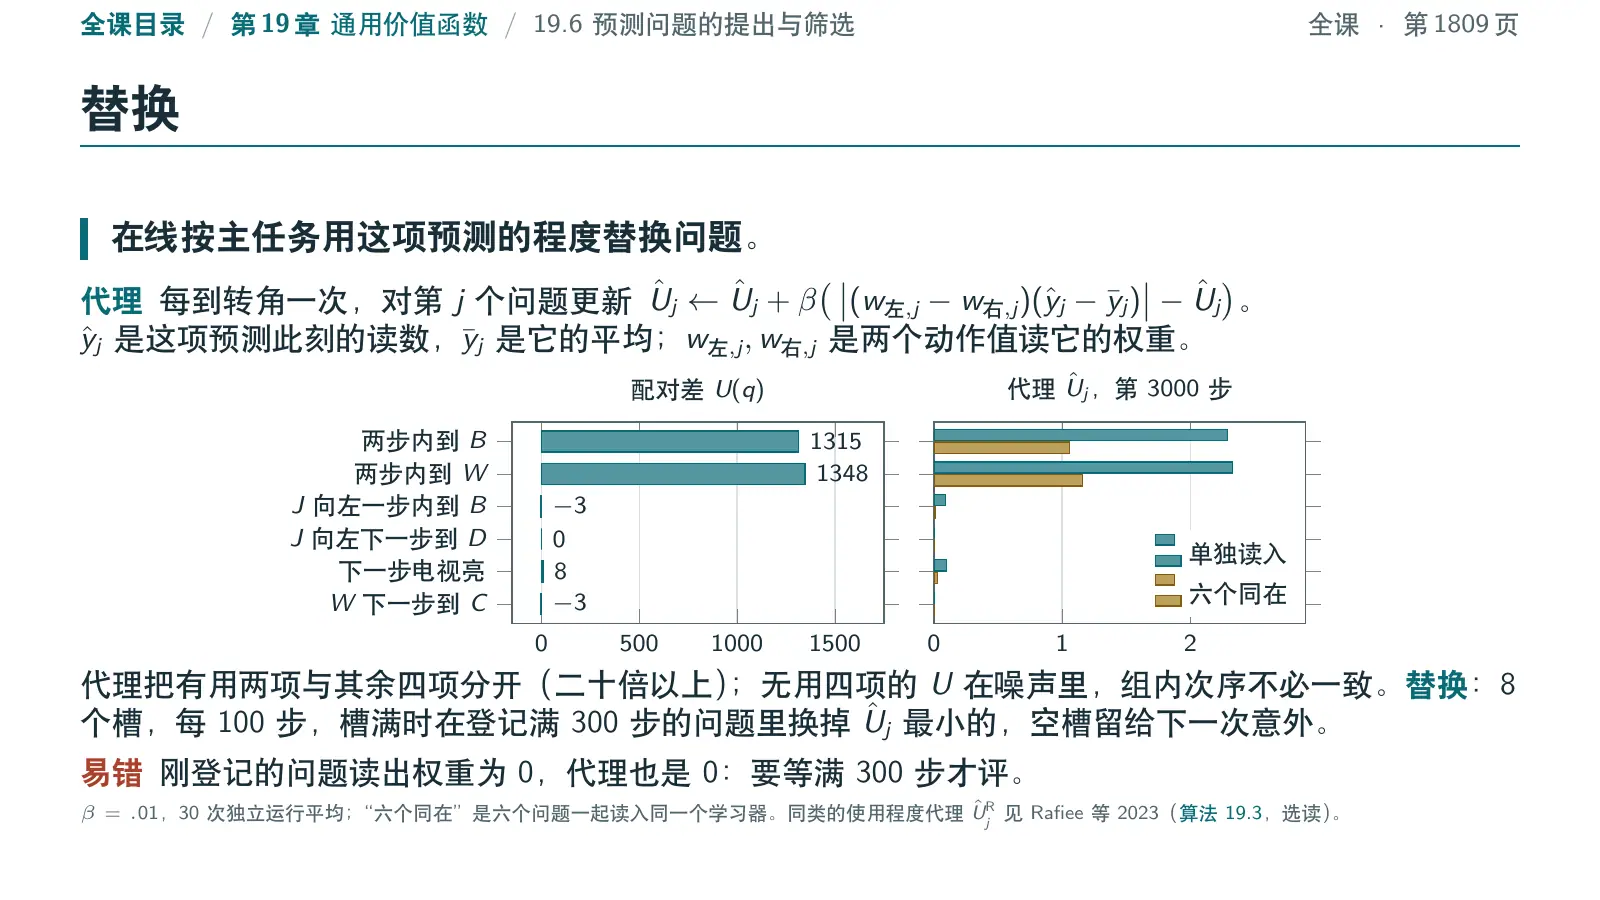 全课目录 / 第 19 章 通用价值函数 / 19.6 预测问题的提出与筛选
全课 · 第 1809 页
替换
在线按主任务用这项预测的程度替换问题。
代理 每到转角一次，对第 j 个问题更新 Û_j ← Û_j + β( |(w_左,j − w_右,j)(ŷ_j − ȳ_j)| − Û_j )。
ŷ_j 是这项预测此刻的读数，ȳ_j 是它的平均；w_左,j, w_右,j 是两个动作值读它的权重。
配对差 U(q)
两步内到 B
1315
两步内到 W
1348
J 向左一步内到 B
−3
J 向左下一步到 D
0
下一步电视亮
8
W 下一步到 C
−3
0 500 1000 1500
代理 Û_j，第 3000 步
单独读入
六个同在
0 1 2
代理把有用两项与其余四项分开（二十倍以上）；无用四项的 U 在噪声里，组内次序不必一致。替换：8
个槽，每 100 步，槽满时在登记满 300 步的问题里换掉 Û_j 最小的，空槽留给下一次意外。
易错 刚登记的问题读出权重为 0，代理也是 0：要等满 300 步才评。
β = .01，30 次独立运行平均；“六个同在”是六个问题一起读入同一个学习器。同类的使用程度代理 Û_j^R 见 Rafiee 等 2023（算法 19.3，选读）。